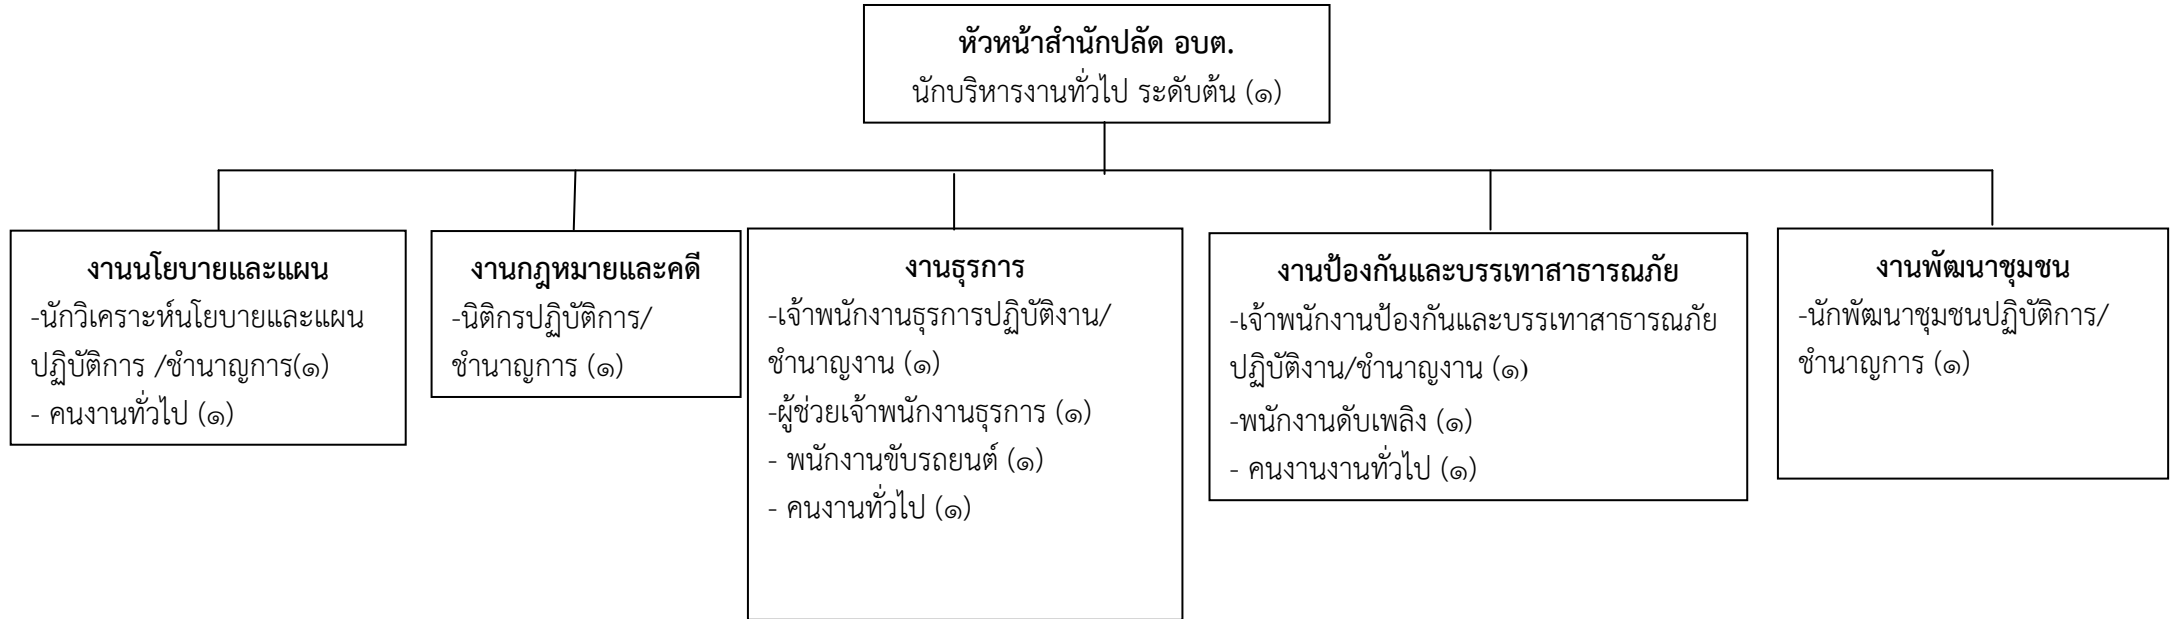 หัวหน้าสำนักปลัด อบต.
นักบริหารงานทั่วไป ระดับต้น (๑)
งานนโยบายและแผน
-นักวิเคราะห์นโยบายและแผน
ปฏิบัติการ /ชำนาญการ(๑)
- คนงานทั่วไป (๑)
งานกฎหมายและคดี
-นิติกรปฏิบัติการ/
ชำนาญการ (๑)
งานธุรการ
-เจ้าพนักงานธุรการปฏิบัติงาน/
ชำนาญงาน (๑)
-ผู้ช่วยเจ้าพนักงานธุรการ (๑)
- พนักงานขับรถยนต์ (๑)
- คนงานทั่วไป (๑)
งานป้องกันและบรรเทาสาธารณภัย
-เจ้าพนักงานป้องกันและบรรเทาสาธารณภัย
ปฏิบัติงาน/ชำนาญงาน (๑)
-พนักงานดับเพลิง (๑)
- คนงานงานทั่วไป (๑)
งานพัฒนาชุมชน
-นักพัฒนาชุมชนปฏิบัติการ/
ชำนาญการ (๑)